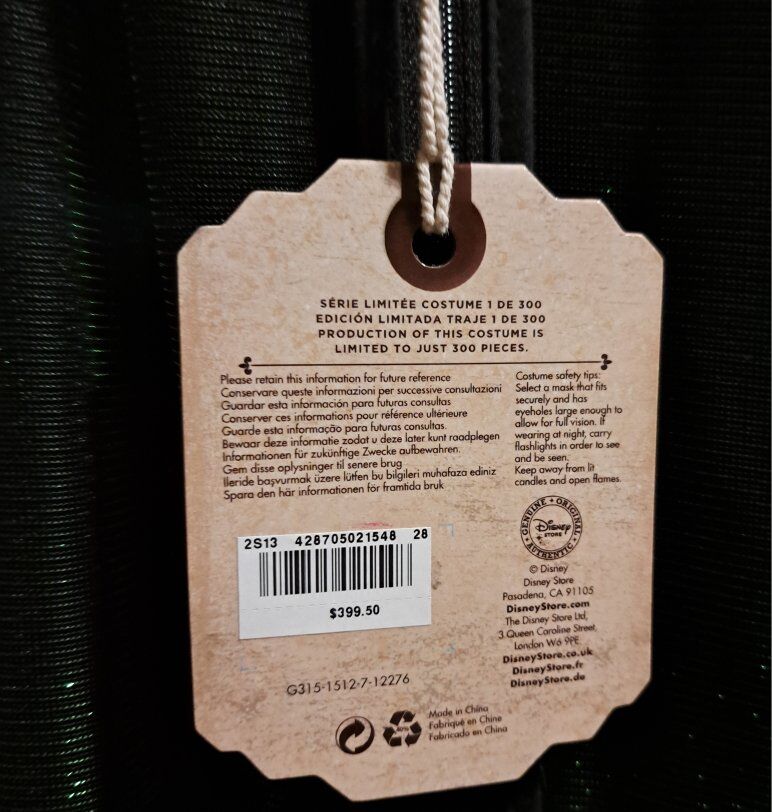 SÉRIE LIMITÉE COSTUME 1 DE 300
EDICIÓN LIMITADA TRAJE 1 DE 300
PRODUCTION OF THIS COSTUME IS
LIMITED TO JUST 300 PIECES.
Please retain this information for future reference
Conservare queste informazioni per successive consultazioni
Guardar esta información para futuras consultas
Conserver ces informations pour référence ultérieure
Guarde esta informação para futuras consultas.
Bewaar deze informatie zodat u deze later kunt raadplegen
Informationen für zukünftige Zwecke aufbewahren.
Gem disse oplysninger til senere brug
Ileride başvurmak üzere lütfen bu bilgileri muhafaza ediniz
Spara den här informationen för framtida bruk
Costume safety tips:
Select a mask that fits
securely and has
eyeholes large enough to
allow for full vision. If
wearing at night, carry
flashlights in order to see
and be seen.
Keep away from lit
candles and open flames.
2S13 428705021548 28
$399.50
GENUINE • ORIGINAL
Disney
STORE
AUTHENTIC
© Disney
Disney Store
Pasadena, CA 91105
DisneyStore.com
The Disney Store Ltd,
3 Queen Caroline Street,
London W6 9PE.
DisneyStore.co.uk
DisneyStore.fr
DisneyStore.de
G315-1512-7-12276
Made in China
Fabriqué en Chine
Fabricado en China